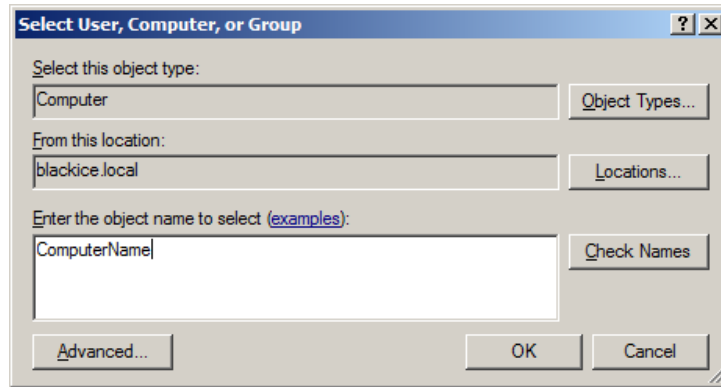 Select User, Computer, or Group
Select this object type:
Computer
Object Types...
From this location:
blackice.local
Locations...
Enter the object name to select (examples):
ComputerName
Check Names
Advanced...
OK
Cancel